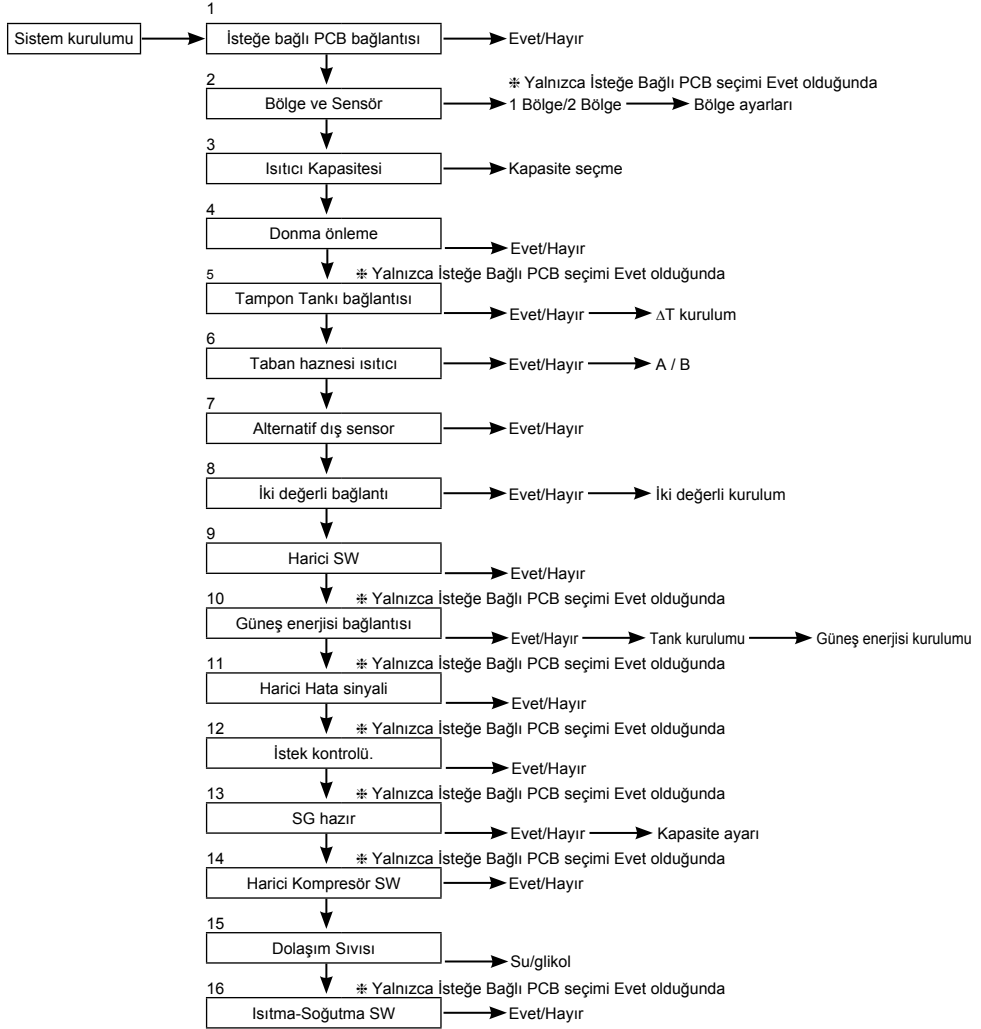 1
Sistem kurulumu İsteğe bağlı PCB bağlantısı Evet/Hayır
2 ⁜ Yalnızca İsteğe Bağlı PCB seçimi Evet olduğunda
Bölge ve Sensör 1 Bölge/2 Bölge Bölge ayarları
3
Isıtıcı Kapasitesi Kapasite seçme
4
Donma önleme Evet/Hayır
5 ⁜ Yalnızca İsteğe Bağlı PCB seçimi Evet olduğunda
Tampon Tankı bağlantısı Evet/Hayır ΔT kurulum
6
Taban haznesi ısıtıcı Evet/Hayır A / B
7
Alternatif dış sensor Evet/Hayır
8
İki değerli bağlantı Evet/Hayır İki değerli kurulum
9
Harici SW Evet/Hayır
10 ⁜ Yalnızca İsteğe Bağlı PCB seçimi Evet olduğunda
Güneş enerjisi bağlantısı Evet/Hayır Tank kurulumu Güneş enerjisi kurulumu
11 ⁜ Yalnızca İsteğe Bağlı PCB seçimi Evet olduğunda
Harici Hata sinyali Evet/Hayır
12 ⁜ Yalnızca İsteğe Bağlı PCB seçimi Evet olduğunda
İstek kontrolü. Evet/Hayır
13 ⁜ Yalnızca İsteğe Bağlı PCB seçimi Evet olduğunda
SG hazır Evet/Hayır Kapasite ayarı
14 ⁜ Yalnızca İsteğe Bağlı PCB seçimi Evet olduğunda
Harici Kompresör SW Evet/Hayır
15
Dolaşım Sıvısı Su/glikol
16 ⁜ Yalnızca İsteğe Bağlı PCB seçimi Evet olduğunda
Isıtma-Soğutma SW Evet/Hayır